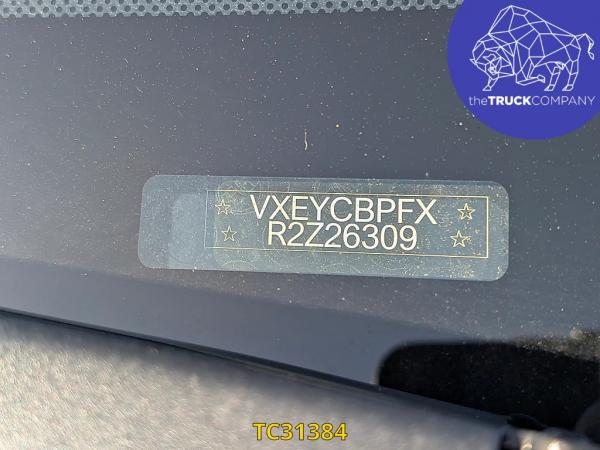 theTRUCKCOMPANY
☆ VXEYCBPFX ☆
☆ R2Z26309 ☆
TC31384